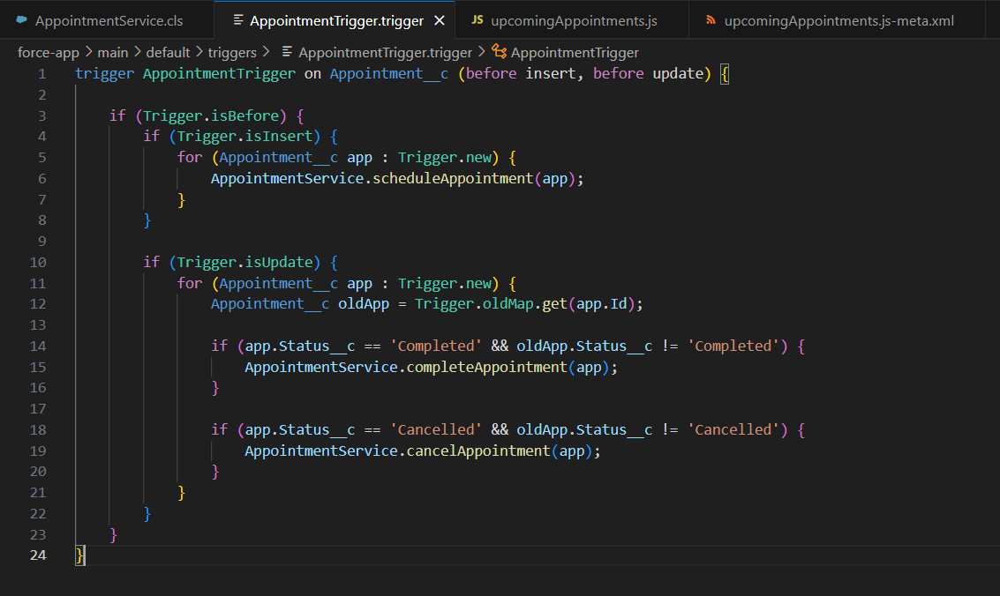 AppointmentService.cls AppointmentTrigger.trigger × JS upcomingAppointments.js upcomingAppointments.js-meta.xml
force-app > main > default > triggers > AppointmentTrigger.trigger > AppointmentTrigger
1 trigger AppointmentTrigger on Appointment__c (before insert, before update) {
2
3     if (Trigger.isBefore) {
4         if (Trigger.isInsert) {
5             for (Appointment__c app : Trigger.new) {
6                 AppointmentService.scheduleAppointment(app);
7             }
8         }
9
10         if (Trigger.isUpdate) {
11             for (Appointment__c app : Trigger.new) {
12                 Appointment__c oldApp = Trigger.oldMap.get(app.Id);
13
14                 if (app.Status__c == 'Completed' && oldApp.Status__c != 'Completed') {
15                     AppointmentService.completeAppointment(app);
16                 }
17
18                 if (app.Status__c == 'Cancelled' && oldApp.Status__c != 'Cancelled') {
19                     AppointmentService.cancelAppointment(app);
20                 }
21             }
22         }
23     }
24 }